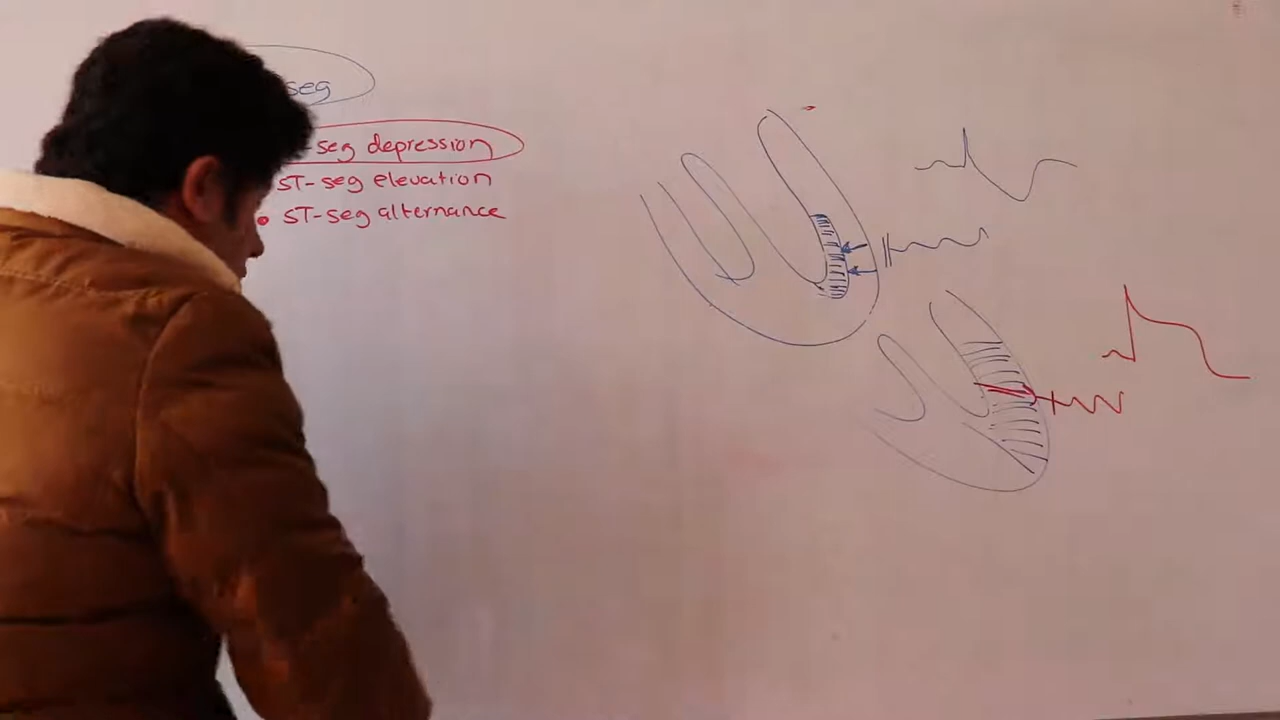 seg
-seg depression
ST-seg elevation
• ST-seg alternance